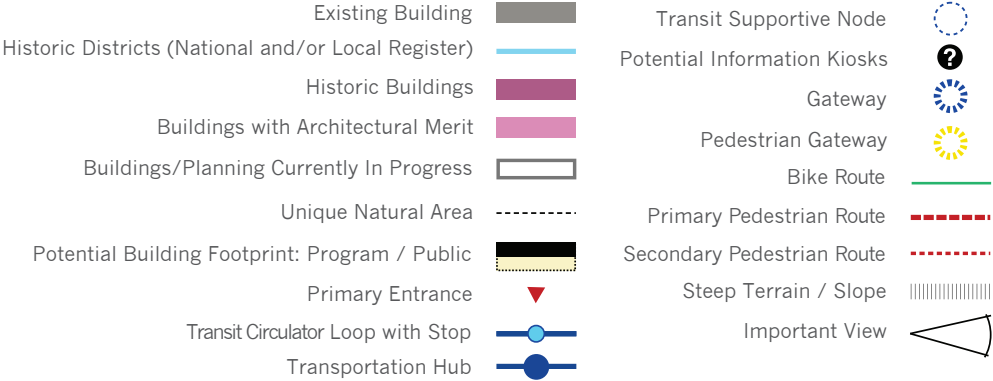 Existing Building
Historic Districts (National and/or Local Register)
Historic Buildings
Buildings with Architectural Merit
Buildings/Planning Currently In Progress
Unique Natural Area
Potential Building Footprint: Program / Public
Primary Entrance
Transit Circulator Loop with Stop
Transportation Hub
Transit Supportive Node
Potential Information Kiosks
?
Gateway
Pedestrian Gateway
Bike Route
Primary Pedestrian Route
Secondary Pedestrian Route
Steep Terrain / Slope
Important View